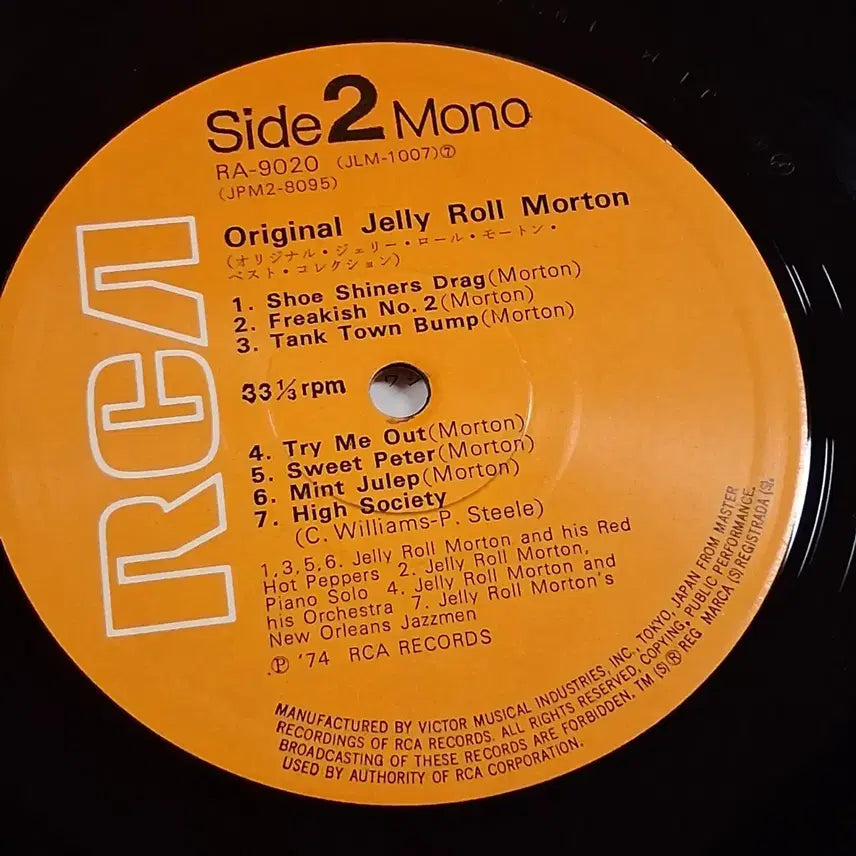 Side 2 Mono
RA-9020 (JLM-1007)⑦
(JPM2-8095)
Original Jelly Roll Morton
(オリジナル・ジェリー・ロール・モートン・
ベスト・コレクション)
1. Shoe Shiners Drag(Morton)
2. Freakish No. 2(Morton)
3. Tank Town Bump(Morton)
33 1/3 rpm
4. Try Me Out(Morton)
5. Sweet Peter(Morton)
6. Mint Julep(Morton)
7. High Society
(C. Williams-P. Steele)
1,3,5,6. Jelly Roll Morton and his Red
Hot Peppers 2. Jelly Roll Morton,
Piano Solo 4. Jelly Roll Morton and
his Orchestra 7. Jelly Roll Morton's
New Orleans Jazzmen
Ⓟ '74 RCA RECORDS
RCA
MANUFACTURED BY VICTOR MUSICAL INDUSTRIES, INC., TOKYO, JAPAN FROM MASTER
RECORDINGS OF RCA RECORDS. ALL RIGHTS RESERVED. COPYING, PUBLIC PERFORMANCE,
BROADCASTING OF THESE RECORDS ARE FORBIDDEN. TM (S) ® REG MARCA (S) REGISTRADA (S).
USED BY AUTHORITY OF RCA CORPORATION.